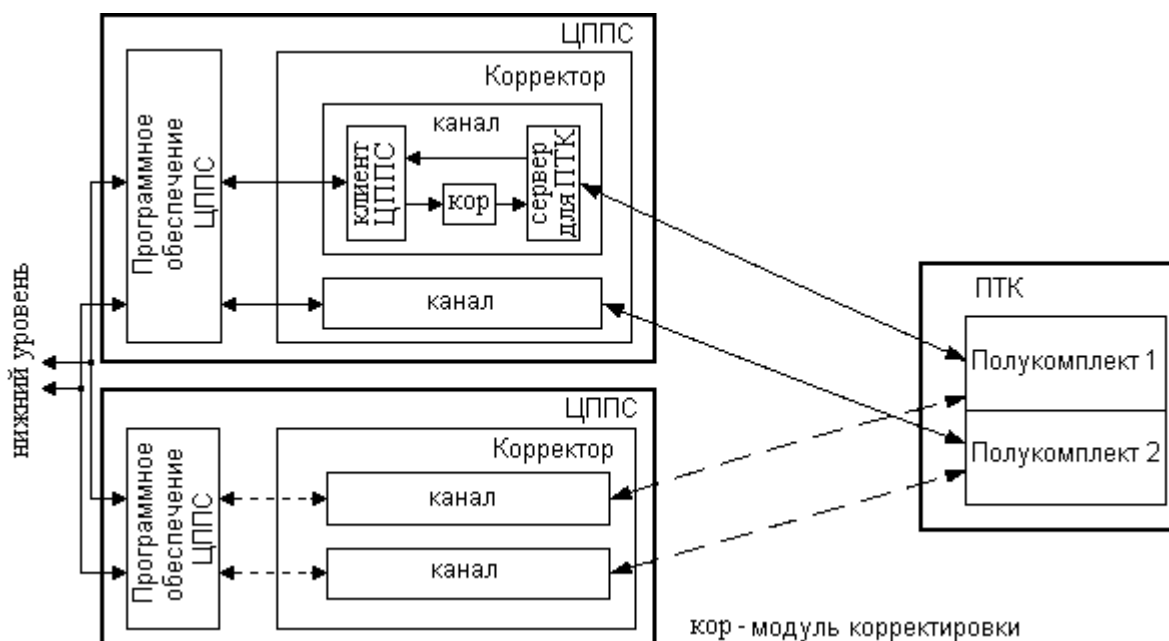 ЦППС
Корректор
Программное
обеспечение
ЦППС
канал
клиент
ЦППС
кор
сервер
для ПТК
канал
нижний уровень
ПТК
Полукомплект 1
Полукомплект 2
ЦППС
Корректор
Программное
обеспечение
ЦППС
канал
канал
кор - модуль корректировки